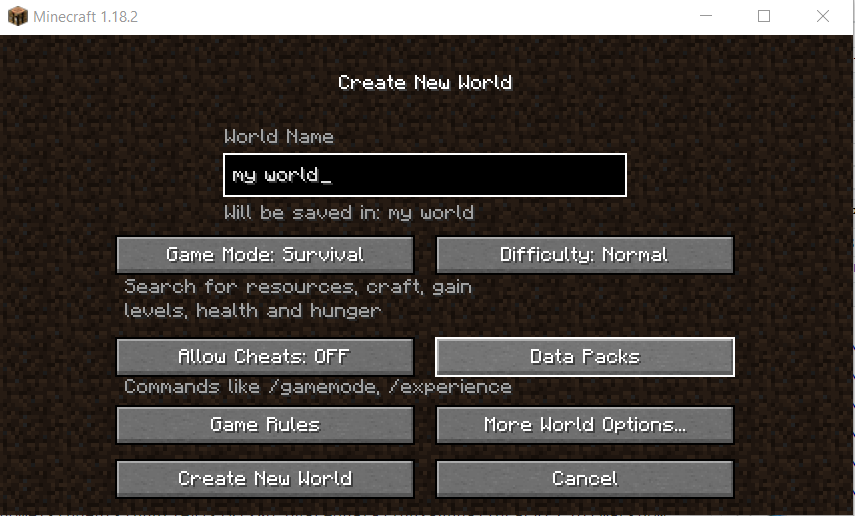 Minecraft 1.18.2
Create New World
World Name
my world_
Will be saved in: my world
Game Mode: Survival
Difficulty: Normal
Search for resources, craft, gain
levels, health and hunger
Allow Cheats: OFF
Data Packs
Commands like /gamemode, /experience
Game Rules
More World Options...
Create New World
Cancel